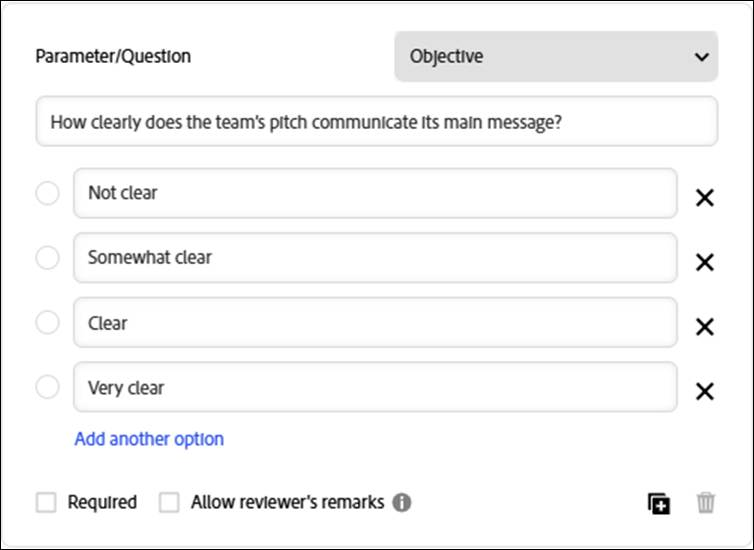 Parameter/Question Objective
How clearly does the team's pitch communicate its main message?
Not clear
Somewhat clear
Clear
Very clear
Add another option
Required Allow reviewer's remarks